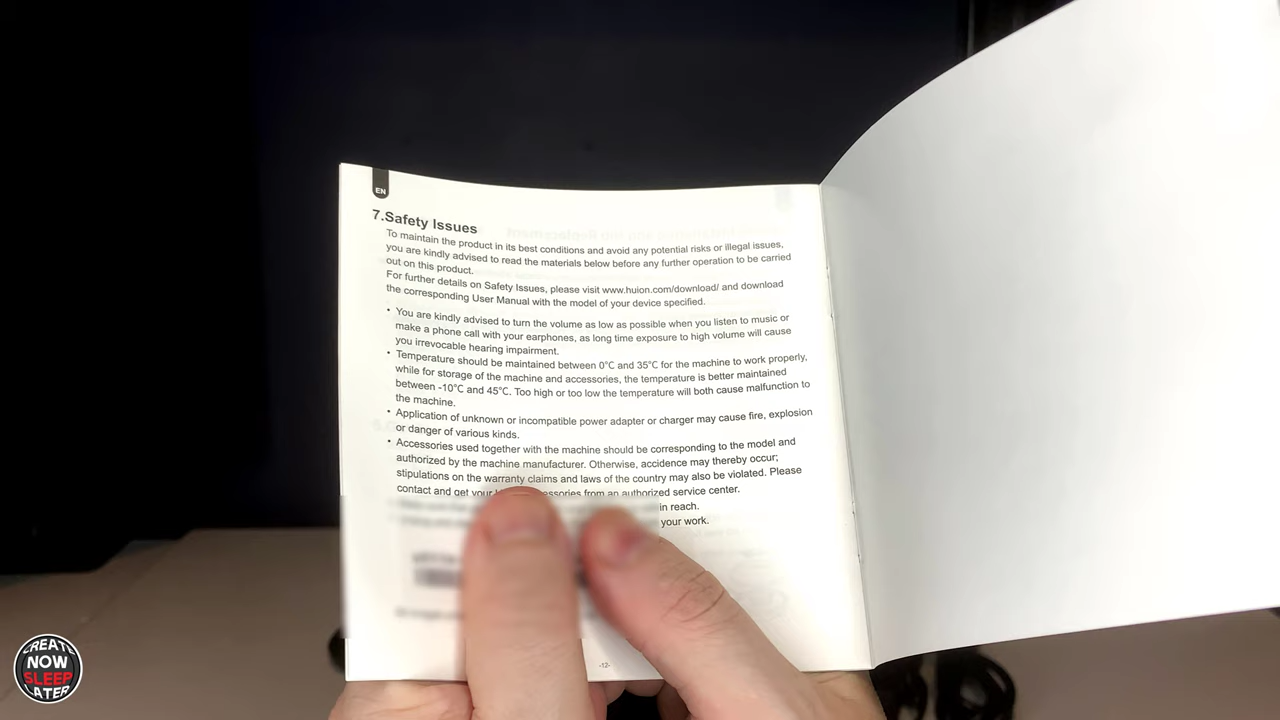 EN
7.Safety Issues
To maintain the product in its best conditions and avoid any potential risks or illegal issues,
you are kindly advised to read the materials below before any further operation to be carried
out on this product.
For further details on Safety Issues, please visit www.huion.com/download/ and download
the corresponding User Manual with the model of your device specified.
• You are kindly advised to turn the volume as low as possible when you listen to music or
make a phone call with your earphones, as long time exposure to high volume will cause
you irrevocable hearing impairment.
• Temperature should be maintained between 0°C and 35°C for the machine to work properly,
while for storage of the machine and accessories, the temperature is better maintained
between -10°C and 45°C. Too high or too low the temperature will both cause malfunction to
the machine.
• Application of unknown or incompatible power adapter or charger may cause fire, explosion
or danger of various kinds.
• Accessories used together with the machine should be corresponding to the model and
authorized by the machine manufacturer. Otherwise, accidence may thereby occur;
stipulations on the warranty claims and laws of the country may also be violated. Please
contact and get your from an authorized service center.
in reach.
your work.
-12-
CREATE
NOW
SLEEP
LATER